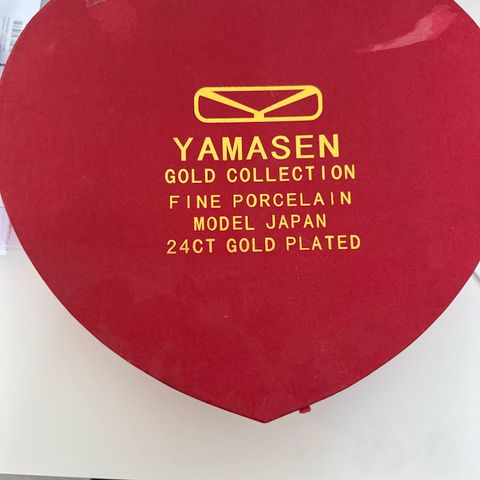 YAMASEN
GOLD COLLECTION
FINE PORCELAIN
MODEL JAPAN
24CT GOLD PLATED